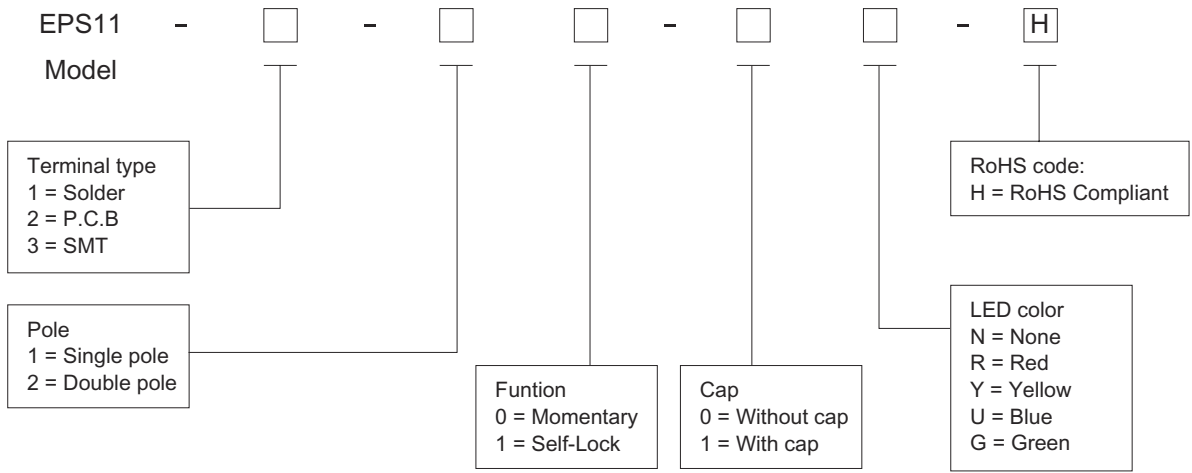 EPS11 - - - - H
Model
Terminal type
1 = Solder
2 = P.C.B
3 = SMT
RoHS code:
H = RoHS Compliant
Pole
1 = Single pole
2 = Double pole
Funtion
0 = Momentary
1 = Self-Lock
Cap
0 = Without cap
1 = With cap
LED color
N = None
R = Red
Y = Yellow
U = Blue
G = Green